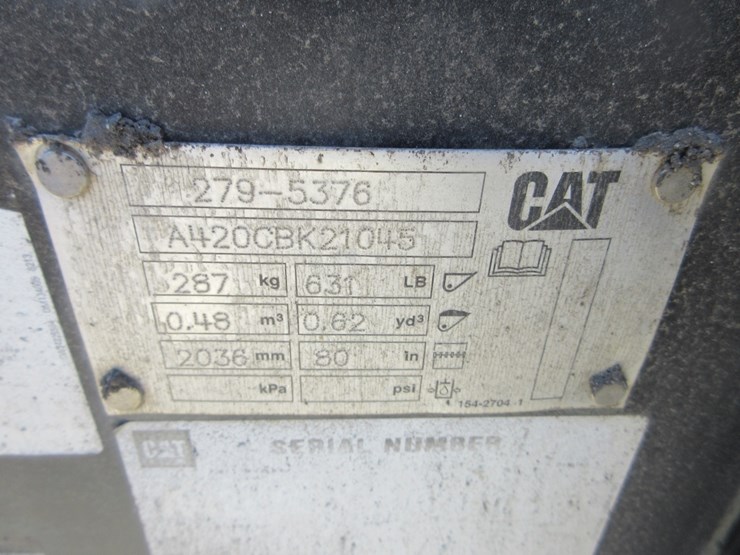 279-5376
CAT
A420CBK21045
287 kg 631 LB
0.48 m³ 0.62 yd³
2036 mm 80 in
kPa psi
154-2704 1
CAT SERIAL NUMBER